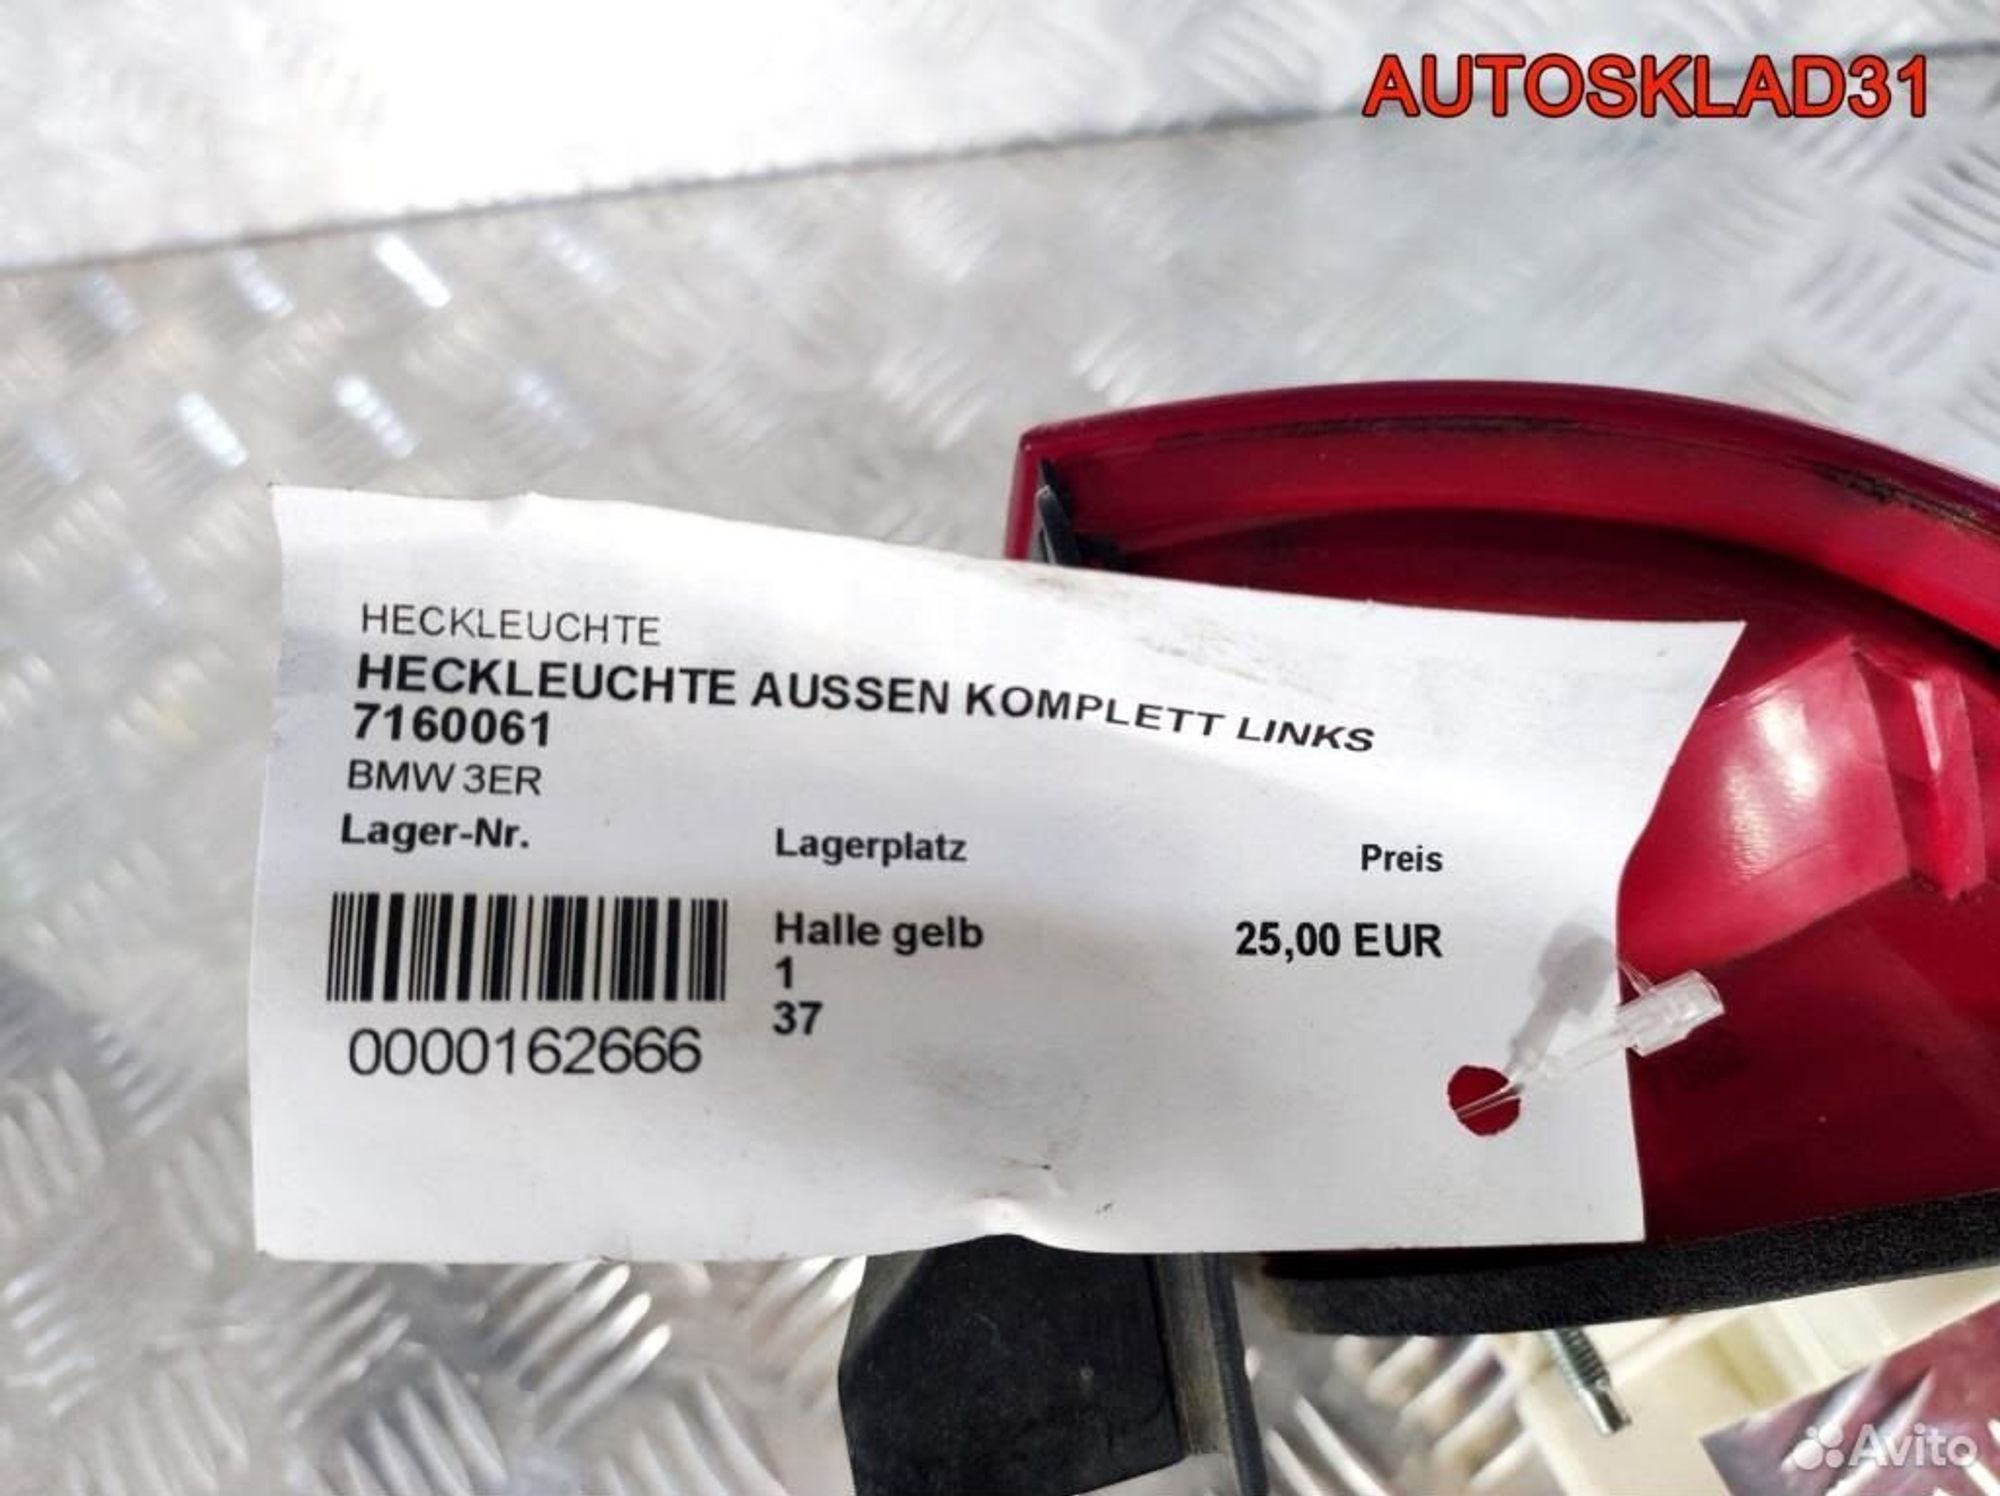 AUTOSKLAD31
HECKLEUCHTE
HECKLEUCHTE AUSSEN KOMPLETT LINKS
7160061
BMW 3ER
Lager-Nr. Lagerplatz Preis
Halle gelb 25,00 EUR
1
37
0000162666
Avito